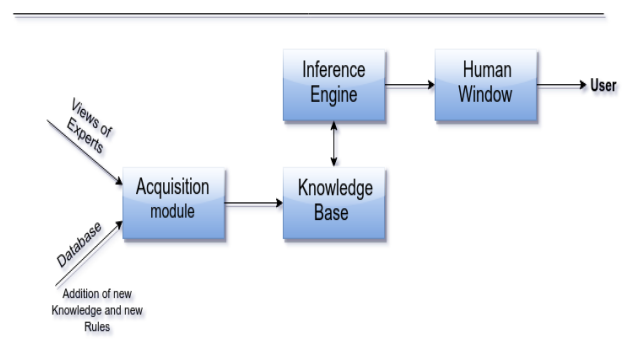 Inference
Engine
Human
Window
User
Views of
Experts
Acquisition
module
Knowledge
Base
Database
Addition of new
Knowledge and new
Rules